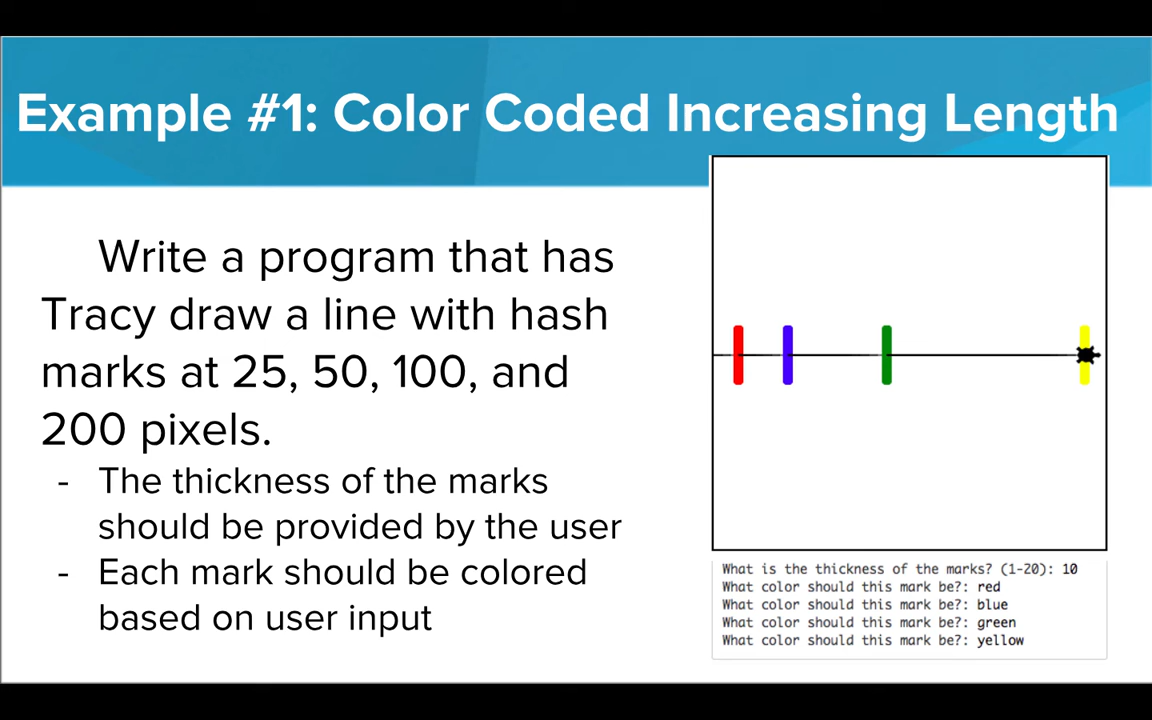 Example #1: Color Coded Increasing Length
Write a program that has
Tracy draw a line with hash
marks at 25, 50, 100, and
200 pixels.
- The thickness of the marks
should be provided by the user
- Each mark should be colored
based on user input
What is the thickness of the marks? (1-20): 10
What color should this mark be?: red
What color should this mark be?: blue
What color should this mark be?: green
What color should this mark be?: yellow